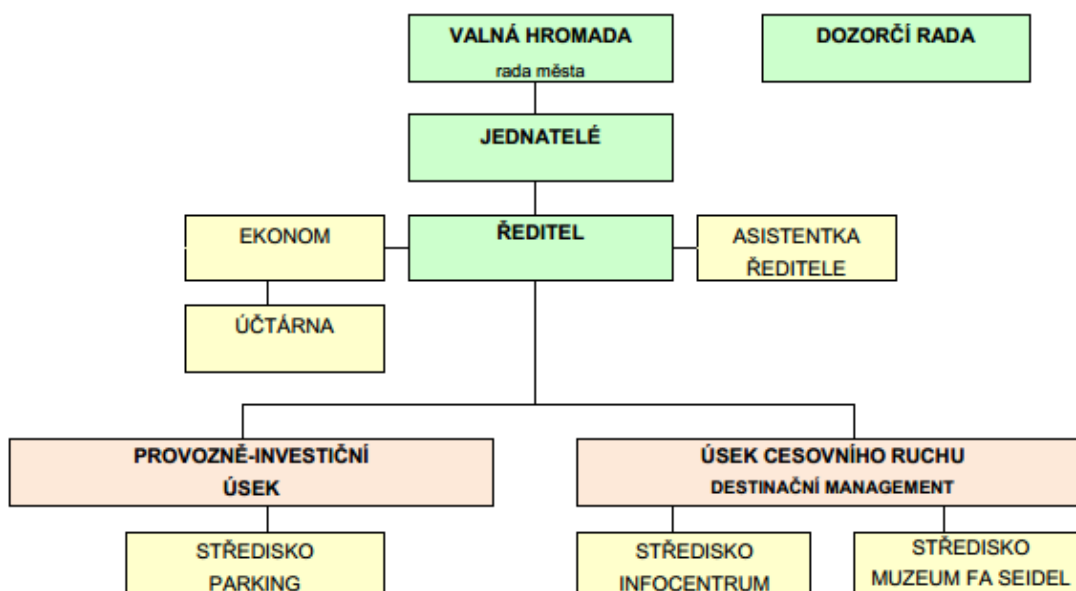 VALNÁ HROMADA
rada města
DOZORČÍ RADA
JEDNATELÉ
EKONOM
ŘEDITEL
ASISTENTKA
ŘEDITELE
ÚČTÁRNA
PROVOZNĚ-INVESTIČNÍ
ÚSEK
ÚSEK CESOVNÍHO RUCHU
DESTINAČNÍ MANAGEMENT
STŘEDISKO
PARKING
STŘEDISKO
INFOCENTRUM
STŘEDISKO
MUZEUM FA SEIDEL